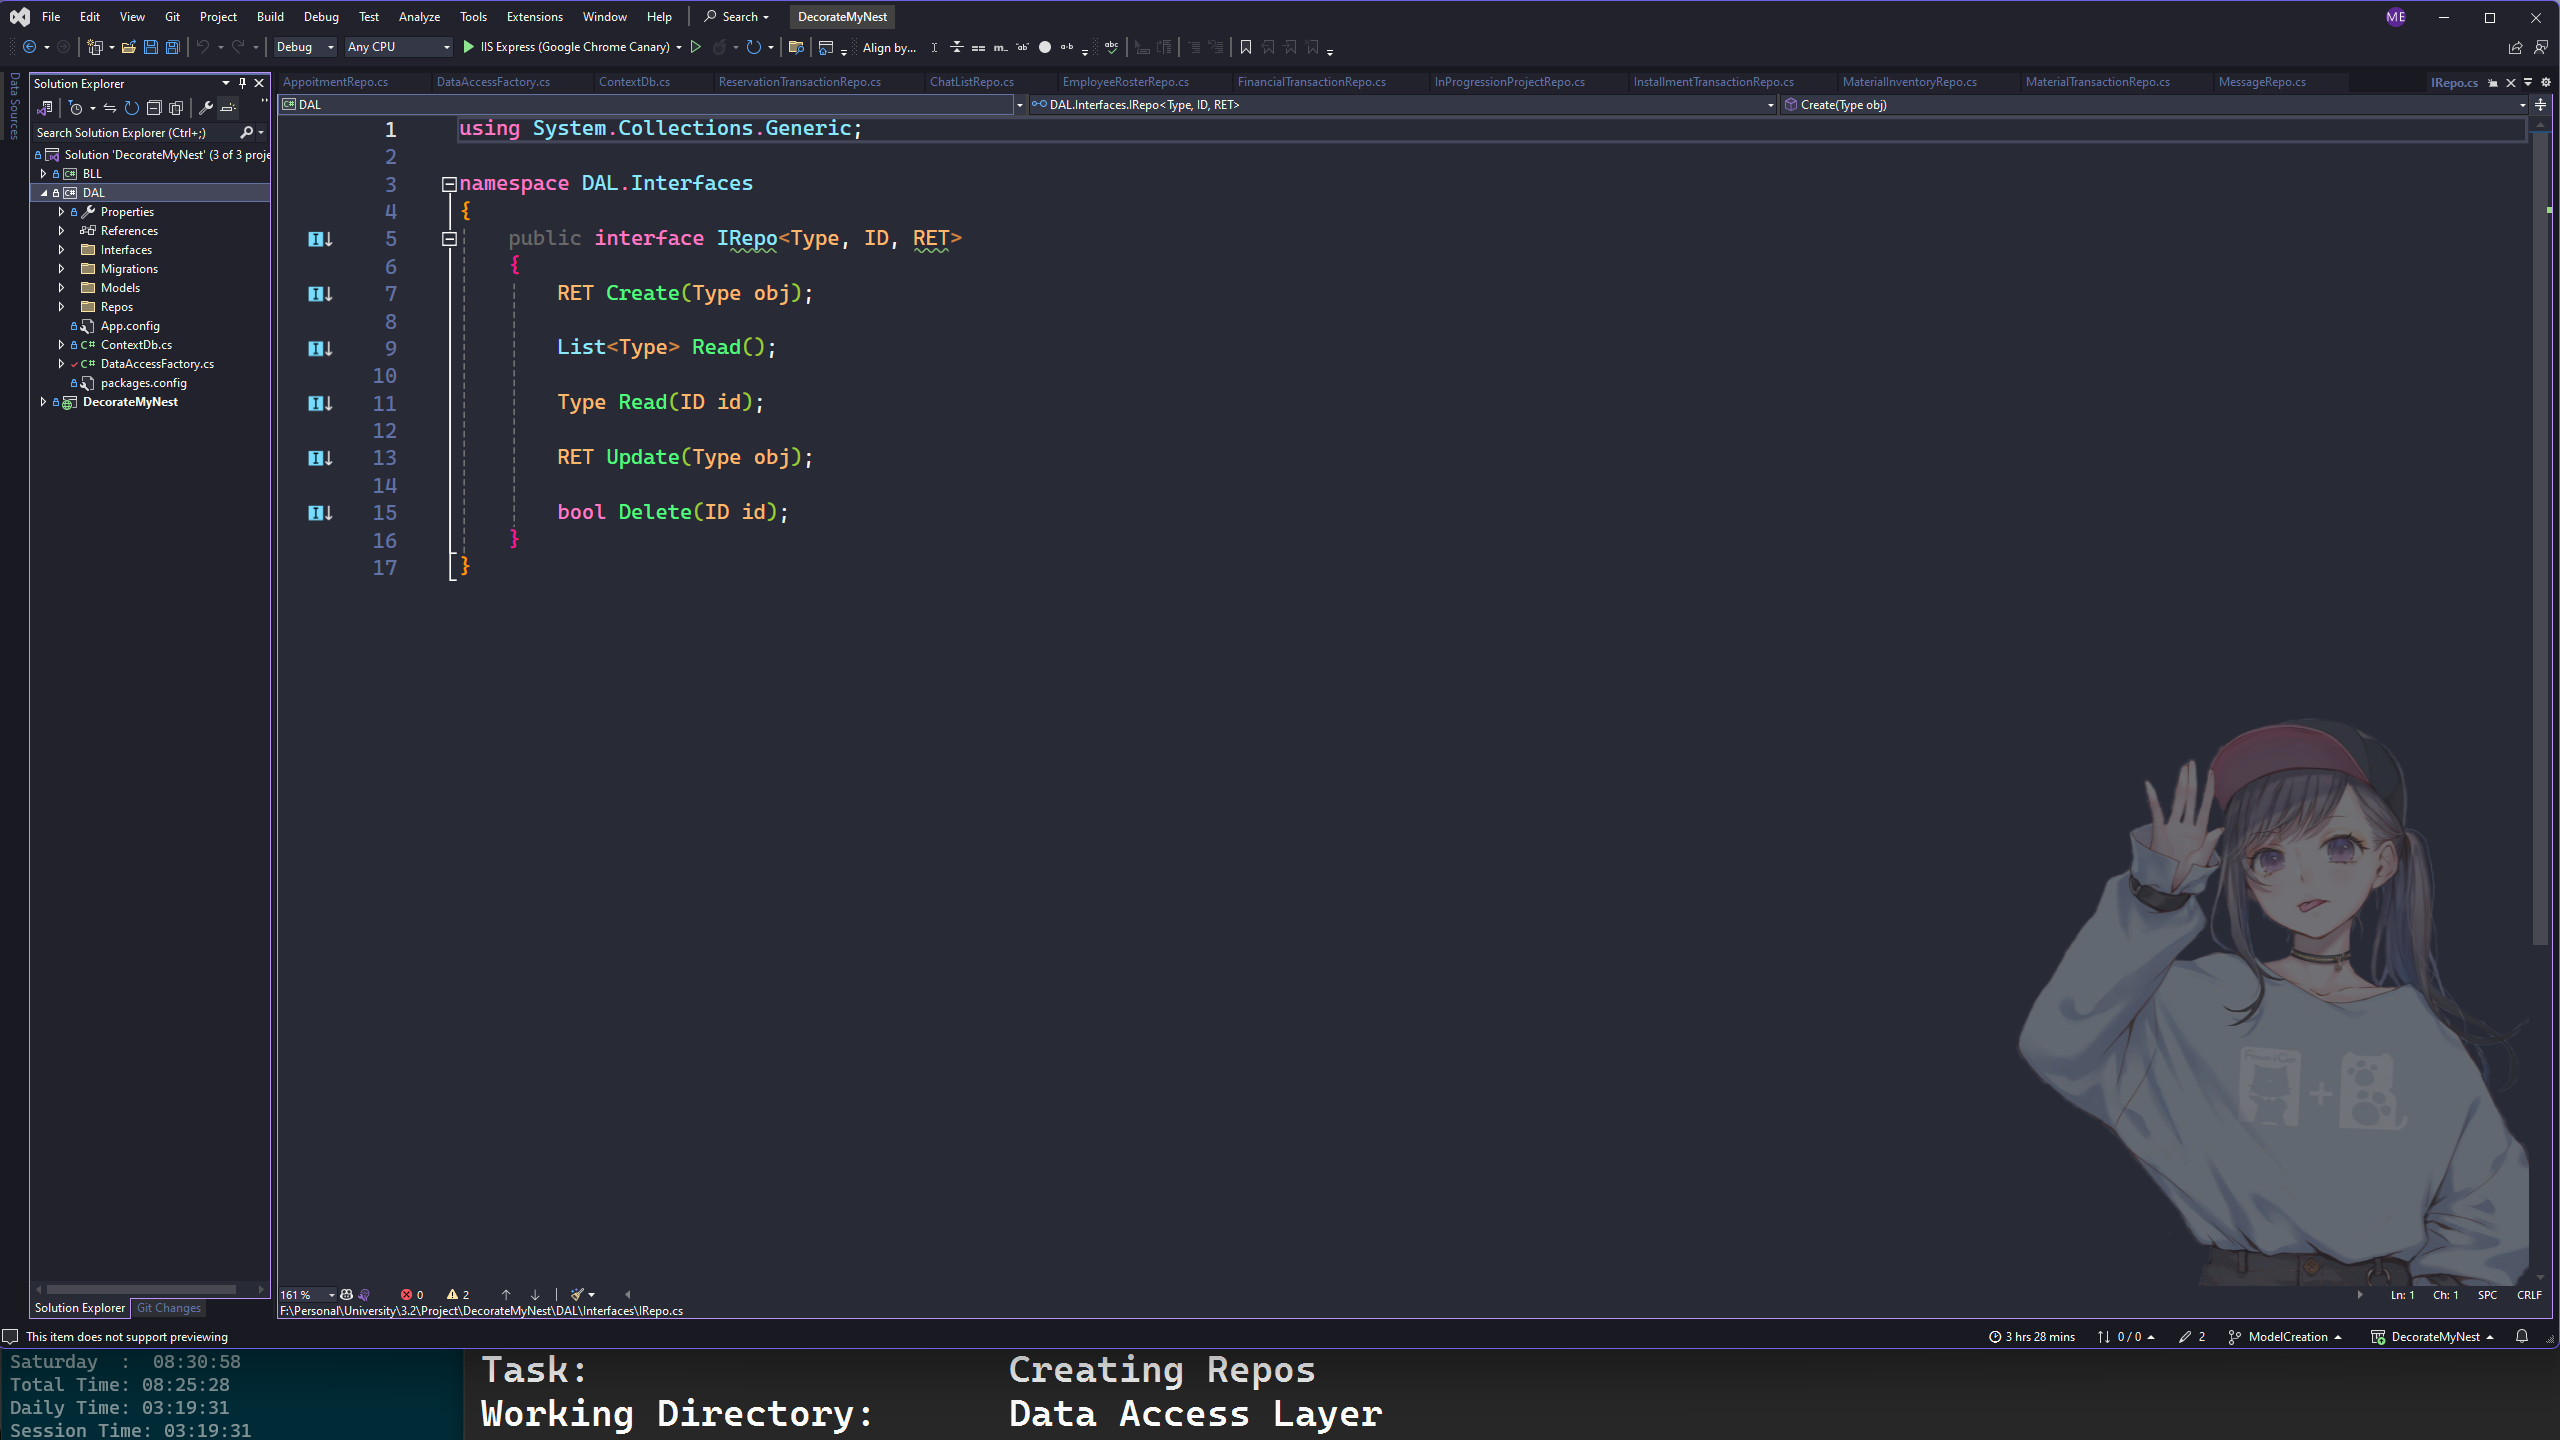 File Edit View Git Project Build Debug Test Analyze Tools Extensions Window Help Search DecorateMyNest ME
Debug Any CPU IIS Express (Google Chrome Canary) Align by...
Data Sources
Solution Explorer
Search Solution Explorer (Ctrl+;)
Solution 'DecorateMyNest' (3 of 3 proje
BLL
DAL
Properties
References
Interfaces
Migrations
Models
Repos
App.config
ContextDb.cs
DataAccessFactory.cs
packages.config
DecorateMyNest
Solution Explorer Git Changes
AppoitmentRepo.cs DataAccessFactory.cs ContextDb.cs ReservationTransactionRepo.cs ChatListRepo.cs EmployeeRosterRepo.cs FinancialTransactionRepo.cs InProgressionProjectRepo.cs InstallmentTransactionRepo.cs MaterialInventoryRepo.cs MaterialTransactionRepo.cs MessageRepo.cs IRepo.cs
DAL DAL.Interfaces.IRepo<Type, ID, RET> Create(Type obj)
1 using System.Collections.Generic;
2
3 namespace DAL.Interfaces
4 {
5 public interface IRepo<Type, ID, RET>
6 {
7 RET Create(Type obj);
8
9 List<Type> Read();
10
11 Type Read(ID id);
12
13 RET Update(Type obj);
14
15 bool Delete(ID id);
16 }
17 }
161 % 0 2 Ln: 1 Ch: 1 SPC CRLF
F:\Personal\University\3.2\Project\DecorateMyNest\DAL\Interfaces\IRepo.cs
This item does not support previewing 3 hrs 28 mins 0 / 0 2 ModelCreation DecorateMyNest
Saturday : 08:30:58
Total Time: 08:25:28
Daily Time: 03:19:31
Session Time: 03:19:31
Task: Creating Repos
Working Directory: Data Access Layer